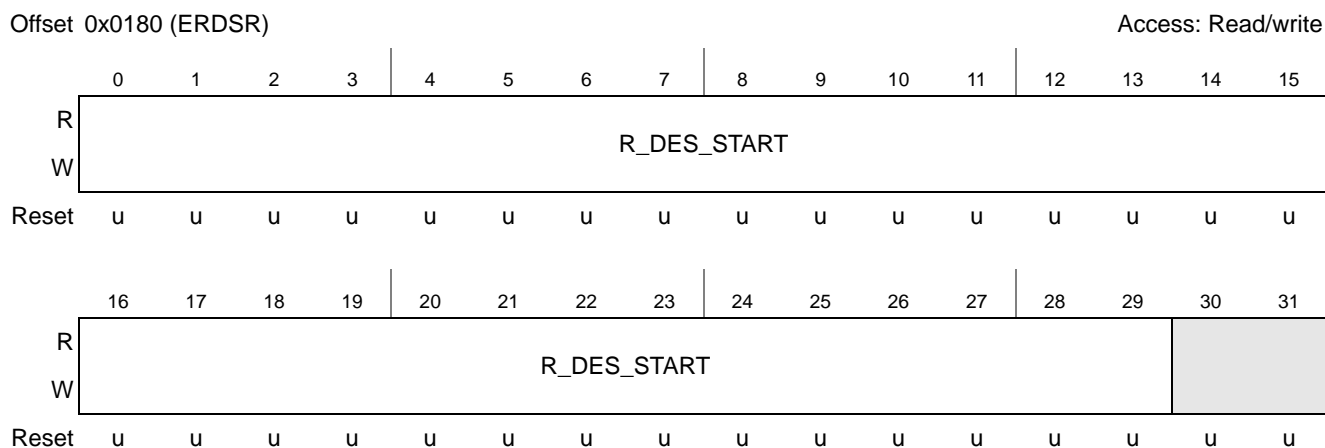 Offset 0x0180 (ERDSR) Access: Read/write
0 1 2 3 4 5 6 7 8 9 10 11 12 13 14 15
R
R_DES_START
W
Reset u u u u u u u u u u u u u u u u
16 17 18 19 20 21 22 23 24 25 26 27 28 29 30 31
R
R_DES_START
W
Reset u u u u u u u u u u u u u u u u